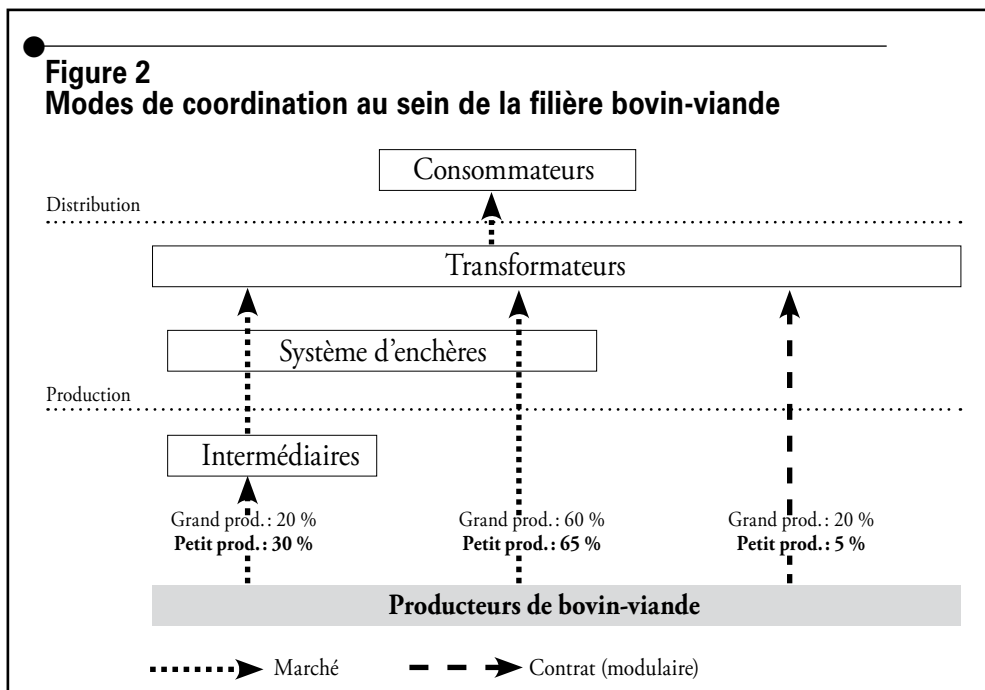 Figure 2
Modes de coordination au sein de la filière bovin-viande
Consommateurs
Distribution
Transformateurs
Système d'enchères
Production
Intermédiaires
Grand prod. : 20 %
Petit prod. : 30 %
Grand prod. : 60 %
Petit prod. : 65 %
Grand prod. : 20 %
Petit prod. : 5 %
Producteurs de bovin-viande
Marché
Contrat (modulaire)